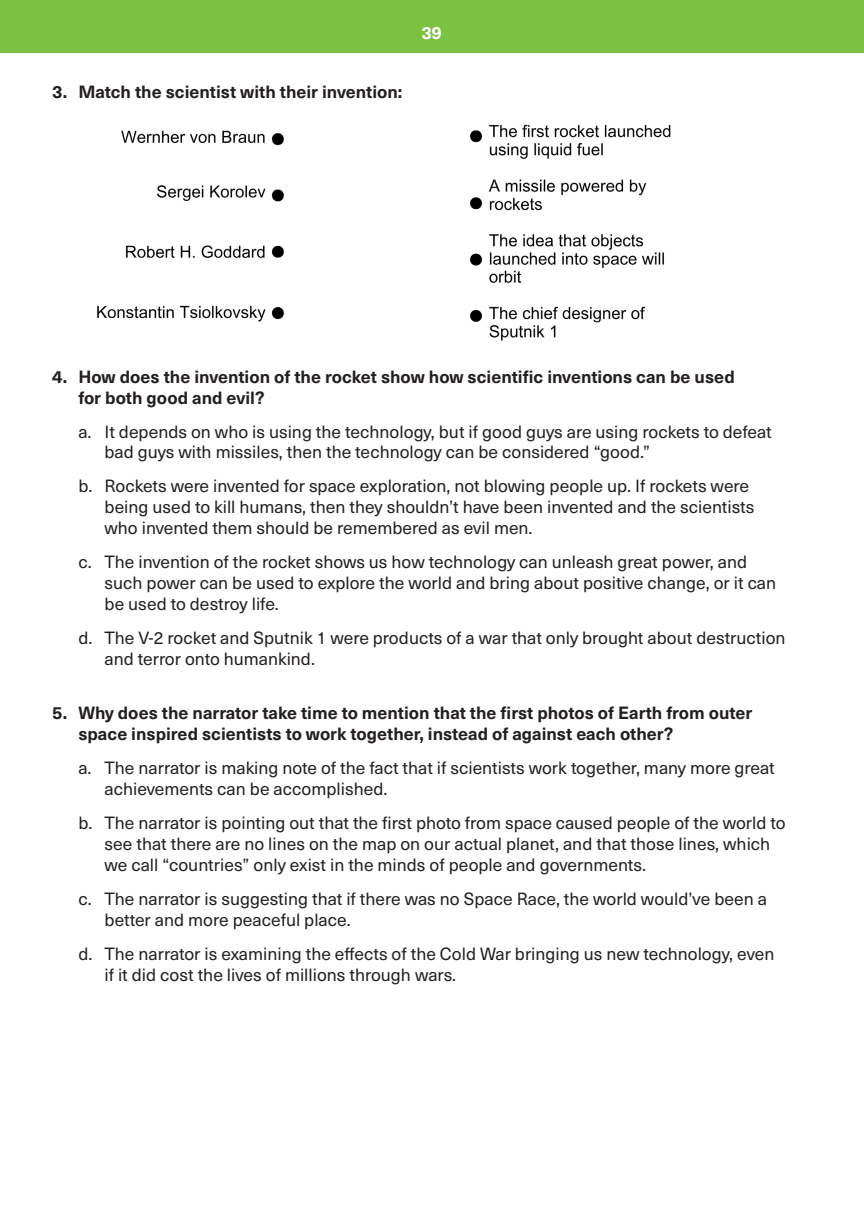 39
3. Match the scientist with their invention:
Wernher von Braun
Sergei Korolev
Robert H. Goddard
Konstantin Tsiolkovsky
The first rocket launched
using liquid fuel
A missile powered by
rockets
The idea that objects
launched into space will
orbit
The chief designer of
Sputnik 1
4. How does the invention of the rocket show how scientific inventions can be used
for both good and evil?
a. It depends on who is using the technology, but if good guys are using rockets to defeat
bad guys with missiles, then the technology can be considered “good.”
b. Rockets were invented for space exploration, not blowing people up. If rockets were
being used to kill humans, then they shouldn’t have been invented and the scientists
who invented them should be remembered as evil men.
c. The invention of the rocket shows us how technology can unleash great power, and
such power can be used to explore the world and bring about positive change, or it can
be used to destroy life.
d. The V-2 rocket and Sputnik 1 were products of a war that only brought about destruction
and terror onto humankind.
5. Why does the narrator take time to mention that the first photos of Earth from outer
space inspired scientists to work together, instead of against each other?
a. The narrator is making note of the fact that if scientists work together, many more great
achievements can be accomplished.
b. The narrator is pointing out that the first photo from space caused people of the world to
see that there are no lines on the map on our actual planet, and that those lines, which
we call “countries” only exist in the minds of people and governments.
c. The narrator is suggesting that if there was no Space Race, the world would’ve been a
better and more peaceful place.
d. The narrator is examining the effects of the Cold War bringing us new technology, even
if it did cost the lives of millions through wars.